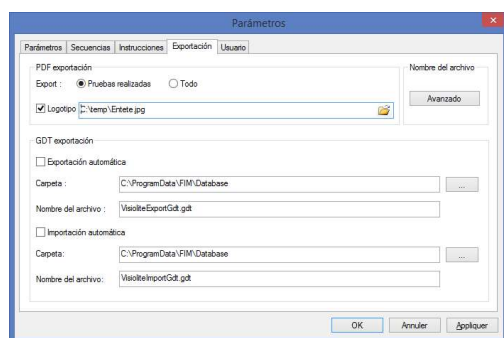 Parámetros
Parámetros Secuencias Instrucciones Exportación Usuario
PDF exportación
Export : Pruebas realizadas Todo
Logotipo C:\temp\Entete.jpg
Nombre del archivo
Avanzado
GDT exportación
Exportación automática
Carpeta : C:\ProgramData\FIM\Database ...
Nombre del archivo : VisioliteExportGdt.gdt
Importación automática
Carpeta: C:\ProgramData\FIM\Database ...
Nombre del archivo: VisioliteImportGdt.gdt
OK Annuler Appliquer